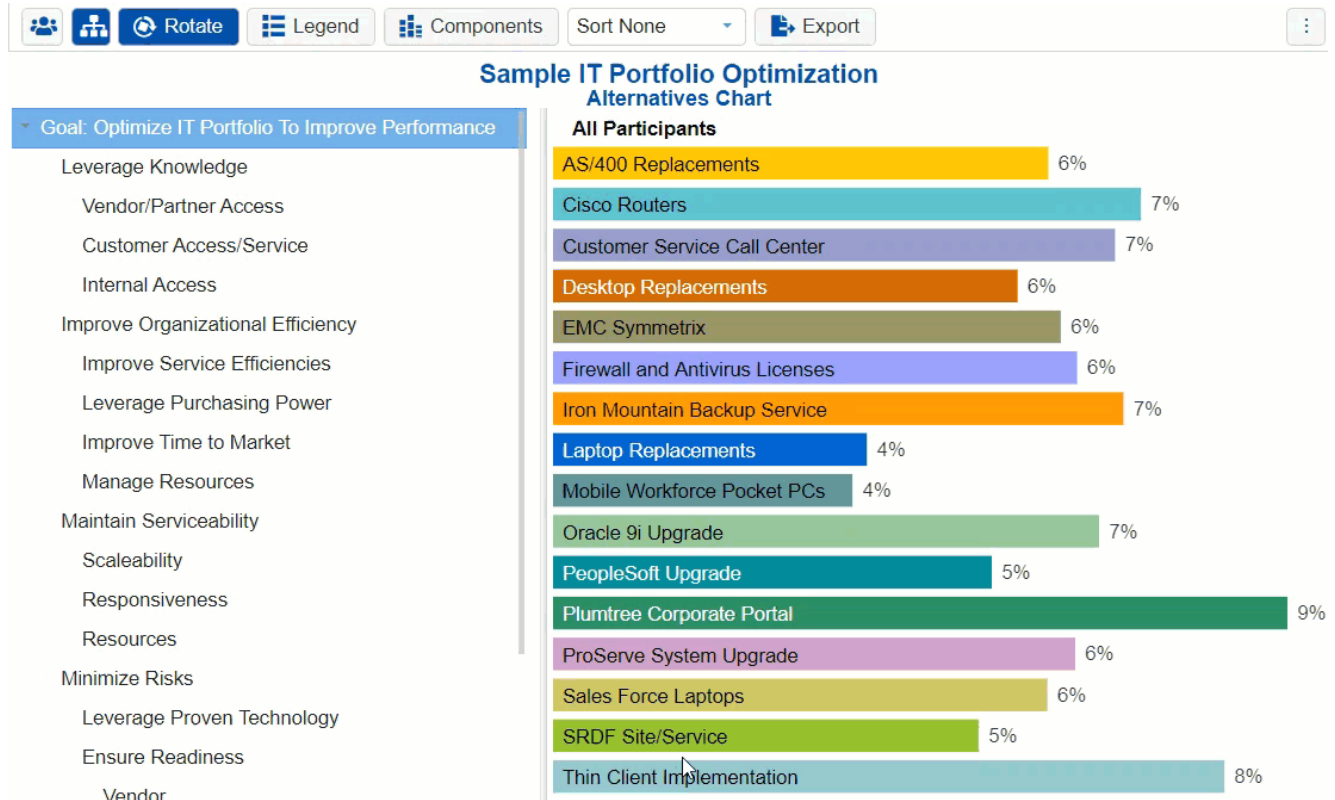 Rotate Legend Components Sort None Export
Sample IT Portfolio Optimization
Alternatives Chart
Goal: Optimize IT Portfolio To Improve Performance
Leverage Knowledge
Vendor/Partner Access
Customer Access/Service
Internal Access
Improve Organizational Efficiency
Improve Service Efficiencies
Leverage Purchasing Power
Improve Time to Market
Manage Resources
Maintain Serviceability
Scaleability
Responsiveness
Resources
Minimize Risks
Leverage Proven Technology
Ensure Readiness
Vendor
All Participants
AS/400 Replacements 6%
Cisco Routers 7%
Customer Service Call Center 7%
Desktop Replacements 6%
EMC Symmetrix 6%
Firewall and Antivirus Licenses 6%
Iron Mountain Backup Service 7%
Laptop Replacements 4%
Mobile Workforce Pocket PCs 4%
Oracle 9i Upgrade 7%
PeopleSoft Upgrade 5%
Plumtree Corporate Portal 9%
ProServe System Upgrade 6%
Sales Force Laptops 6%
SRDF Site/Service 5%
Thin Client Implementation 8%